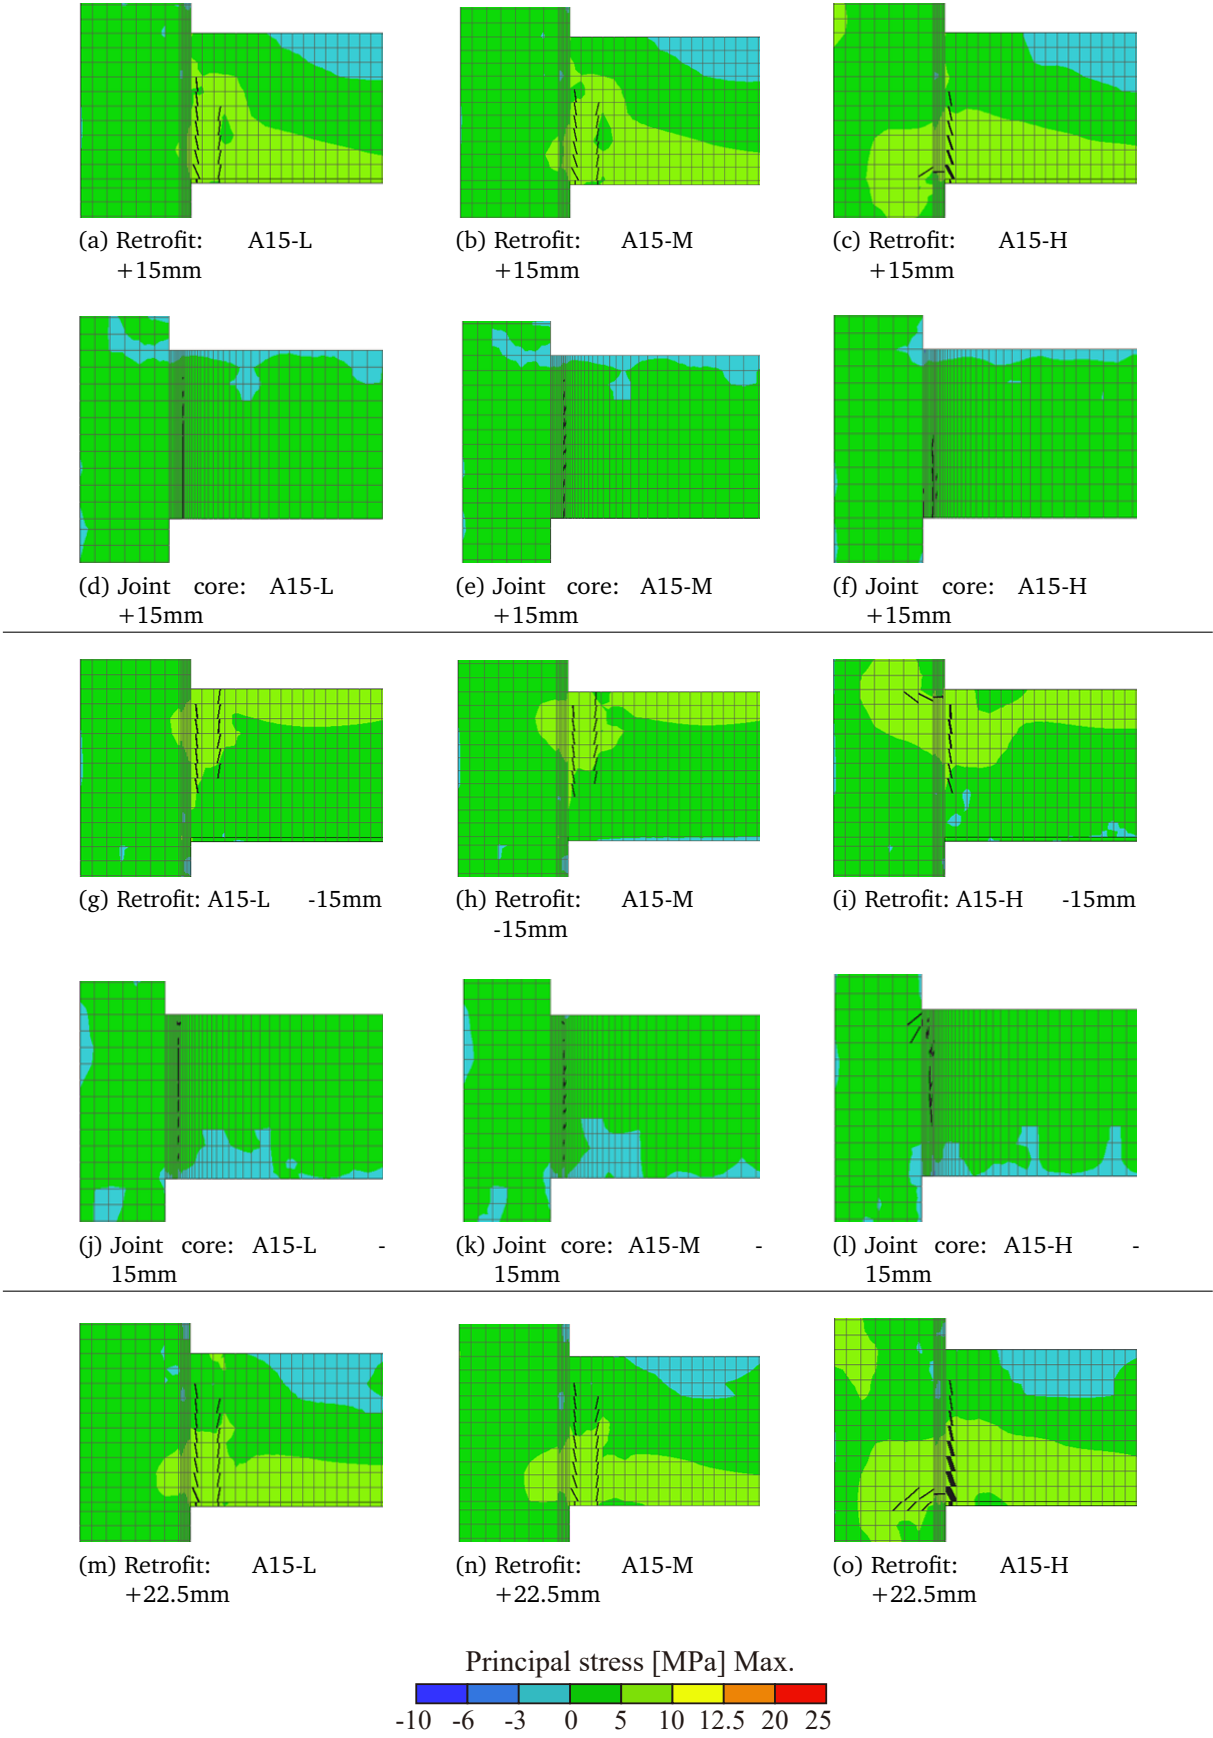 (a) Retrofit: A15-L
+15mm
(b) Retrofit: A15-M
+15mm
(c) Retrofit: A15-H
+15mm
(d) Joint core: A15-L
+15mm
(e) Joint core: A15-M
+15mm
(f) Joint core: A15-H
+15mm
(g) Retrofit: A15-L -15mm
(h) Retrofit: A15-M
-15mm
(i) Retrofit: A15-H -15mm
(j) Joint core: A15-L -
15mm
(k) Joint core: A15-M -
15mm
(l) Joint core: A15-H -
15mm
(m) Retrofit: A15-L
+22.5mm
(n) Retrofit: A15-M
+22.5mm
(o) Retrofit: A15-H
+22.5mm
Principal stress [MPa] Max.
-10 -6 -3 0 5 10 12.5 20 25